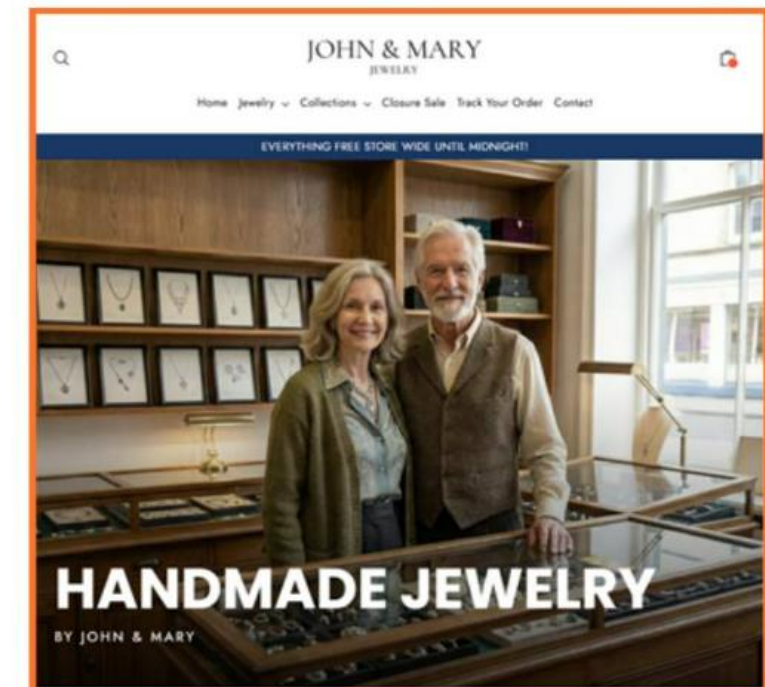 JOHN & MARY
JEWELRY
Home Jewelry Collections Closure Sale Track Your Order Contact
EVERYTHING FREE STORE WIDE UNTIL MIDNIGHT!
HANDMADE JEWELRY
BY JOHN & MARY